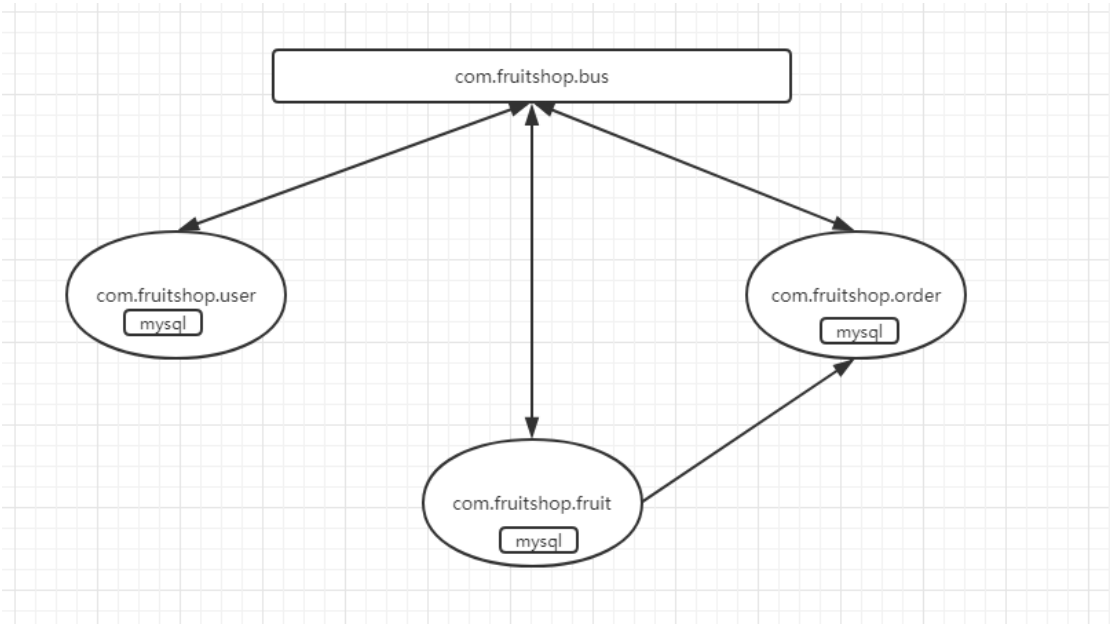 com.fruitshop.bus
com.fruitshop.user
mysql
com.fruitshop.order
mysql
com.fruitshop.fruit
mysql